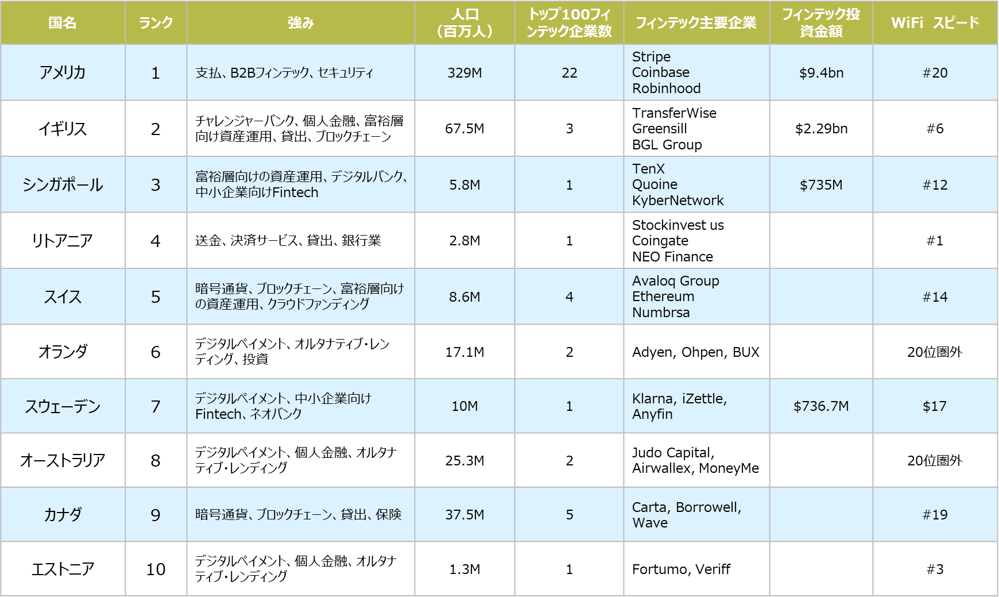 国名
ランク
強み
人口
（百万人）
トップ100フィ
ンテック企業数
フィンテック主要企業
フィンテック投
資金額
WiFi スピード
アメリカ
1
支払、B2Bフィンテック、セキュリティ
329M
22
Stripe
Coinbase
Robinhood
$9.4bn
#20
イギリス
2
チャレンジャーバンク、個人金融、富裕層
向け資産運用、貸出、ブロックチェーン
67.5M
3
TransferWise
Greensill
BGL Group
$2.29bn
#6
シンガポール
3
富裕層向けの資産運用、デジタルバンク、
中小企業向けFintech
5.8M
1
TenX
Quoine
KyberNetwork
$735M
#12
リトアニア
4
送金、決済サービス、貸出、銀行業
2.8M
1
Stockinvest us
Coingate
NEO Finance
#1
スイス
5
暗号通貨、ブロックチェーン、富裕層向け
の資産運用、クラウドファンディング
8.6M
4
Avaloq Group
Ethereum
Numbrsa
#14
オランダ
6
デジタルペイメント、オルタナティブ・レン
ディング、投資
17.1M
2
Adyen, Ohpen, BUX
20位圏外
スウェーデン
7
デジタルペイメント、中小企業向け
Fintech、ネオバンク
10M
1
Klarna, iZettle,
Anyfin
$736.7M
$17
オーストラリア
8
デジタルペイメント、個人金融、オルタナ
ティブ・レンディング
25.3M
2
Judo Capital,
Airwallex, MoneyMe
20位圏外
カナダ
9
暗号通貨、ブロックチェーン、貸出、保険
37.5M
5
Carta, Borrowell,
Wave
#19
エストニア
10
デジタルペイメント、個人金融、オルタナ
ティブ・レンディング
1.3M
1
Fortumo, Veriff
#3